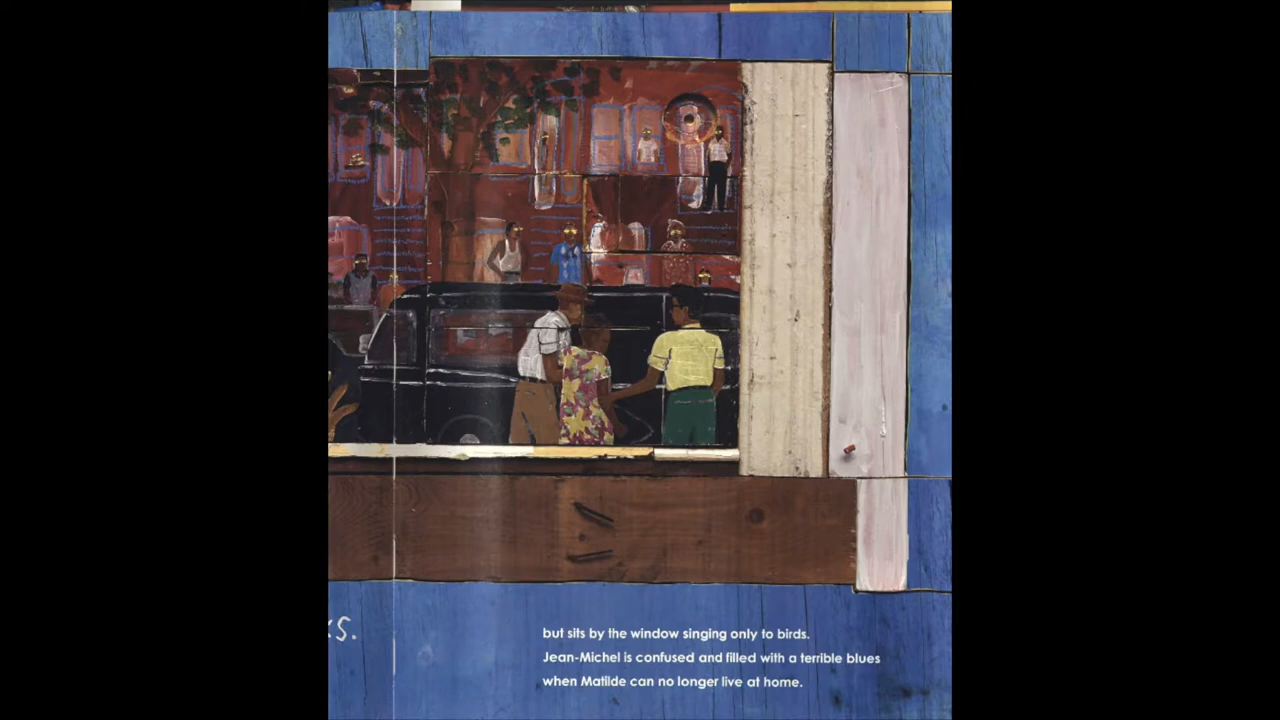 s.
but sits by the window singing only to birds.
Jean-Michel is confused and filled with a terrible blues
when Matilde can no longer live at home.